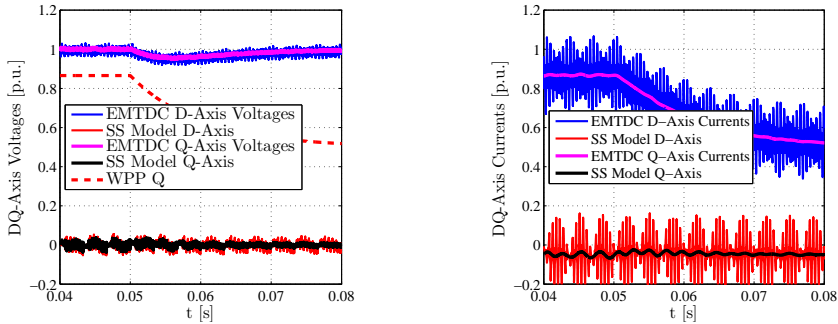 DQ-Axis Voltages [p.u.]
1.2
1
0.8
0.6
0.4
0.2
0
−0.2
EMTDC D-Axis Voltages
SS Model D-Axis
EMTDC Q-Axis Voltages
SS Model Q-Axis
WPP Q
0.04
0.05
0.06
0.07
0.08
t [s]
DQ-Axis Currents [p.u.]
1.2
1
0.8
0.6
0.4
0.2
0
−0.2
EMTDC D−Axis Currents
SS Model D−Axis
EMTDC Q−Axis Currents
SS Model Q−Axis
0.04
0.05
0.06
0.07
0.08
t [s]